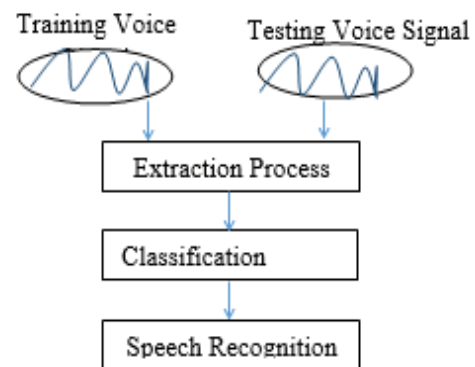 Training Voice
Testing Voice Signal
Extraction Process
Classification
Speech Recognition